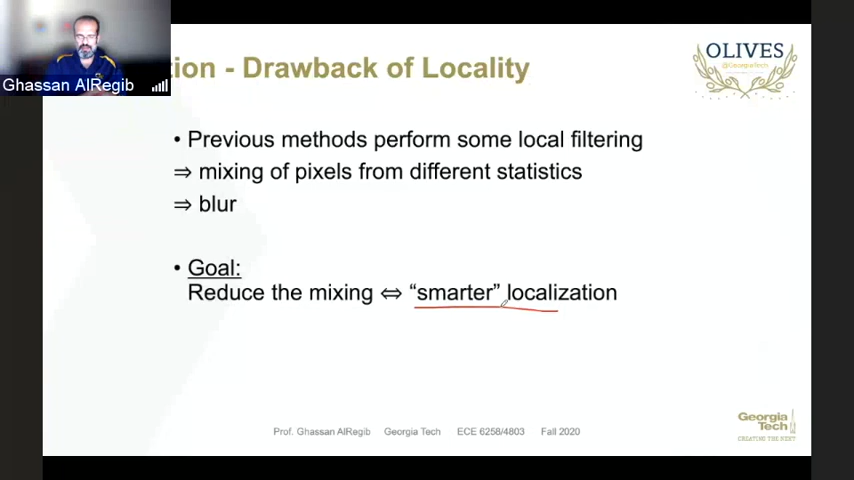 Ghassan AlRegib
tion - Drawback of Locality
OLIVES
@GeorgiaTech
• Previous methods perform some local filtering
⇒ mixing of pixels from different statistics
⇒ blur
• Goal:
Reduce the mixing ⇔ “smarter” localization
Prof. Ghassan AlRegib Georgia Tech ECE 6258/4803 Fall 2020
Georgia
Tech
CREATING THE NEXT